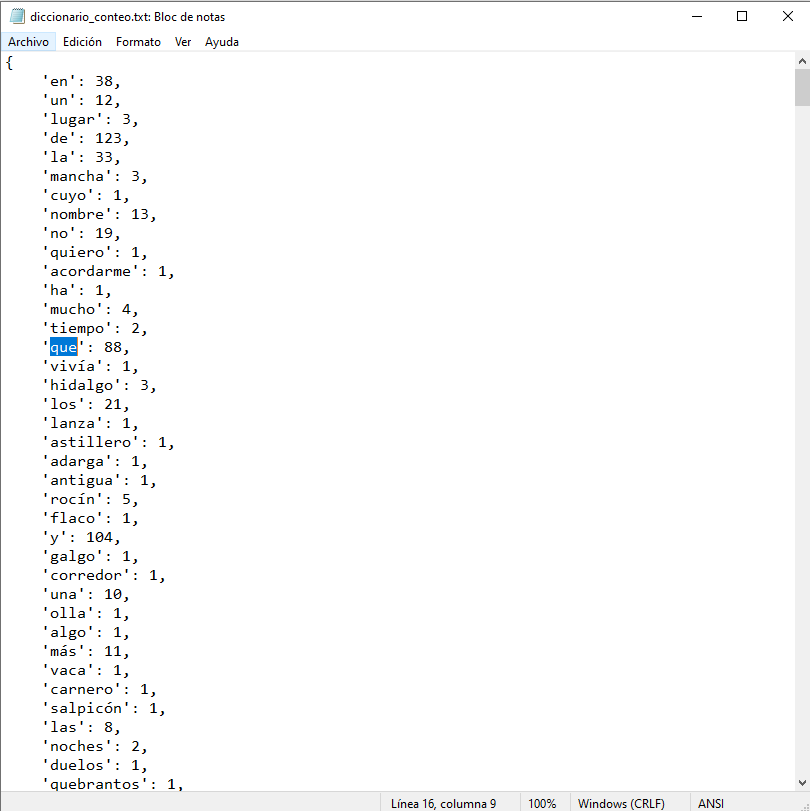 diccionario_conteo.txt: Bloc de notas
Archivo Edición Formato Ver Ayuda
{
'en': 38,
'un': 12,
'lugar': 3,
'de': 123,
'la': 33,
'mancha': 3,
'cuyo': 1,
'nombre': 13,
'no': 19,
'quiero': 1,
'acordarme': 1,
'ha': 1,
'mucho': 4,
'tiempo': 2,
'que': 88,
'vivía': 1,
'hidalgo': 3,
'los': 21,
'lanza': 1,
'astillero': 1,
'adarga': 1,
'antigua': 1,
'rocín': 5,
'flaco': 1,
'y': 104,
'galgo': 1,
'corredor': 1,
'una': 10,
'olla': 1,
'algo': 1,
'más': 11,
'vaca': 1,
'carnero': 1,
'salpicón': 1,
'las': 8,
'noches': 2,
'duelos': 1,
'quebrantos': 1,
Línea 16, columna 9 100% Windows (CRLF) ANSI